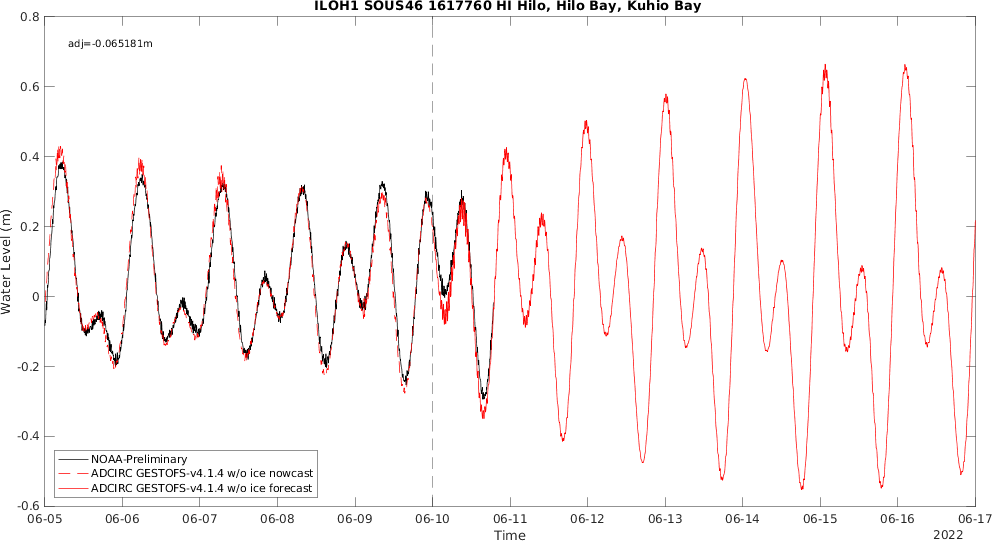 ILOH1 SOUS46 1617760 HI Hilo, Hilo Bay, Kuhio Bay
adj=-0.065181m
0.8
0.6
0.4
0.2
0
-0.2
-0.4
-0.6
Water Level (m)
NOAA-Preliminary
ADCIRC GESTOFS-v4.1.4 w/o ice nowcast
ADCIRC GESTOFS-v4.1.4 w/o ice forecast
06-05 06-06 06-07 06-08 06-09 06-10 06-11 06-12 06-13 06-14 06-15 06-16 06-17
Time
2022